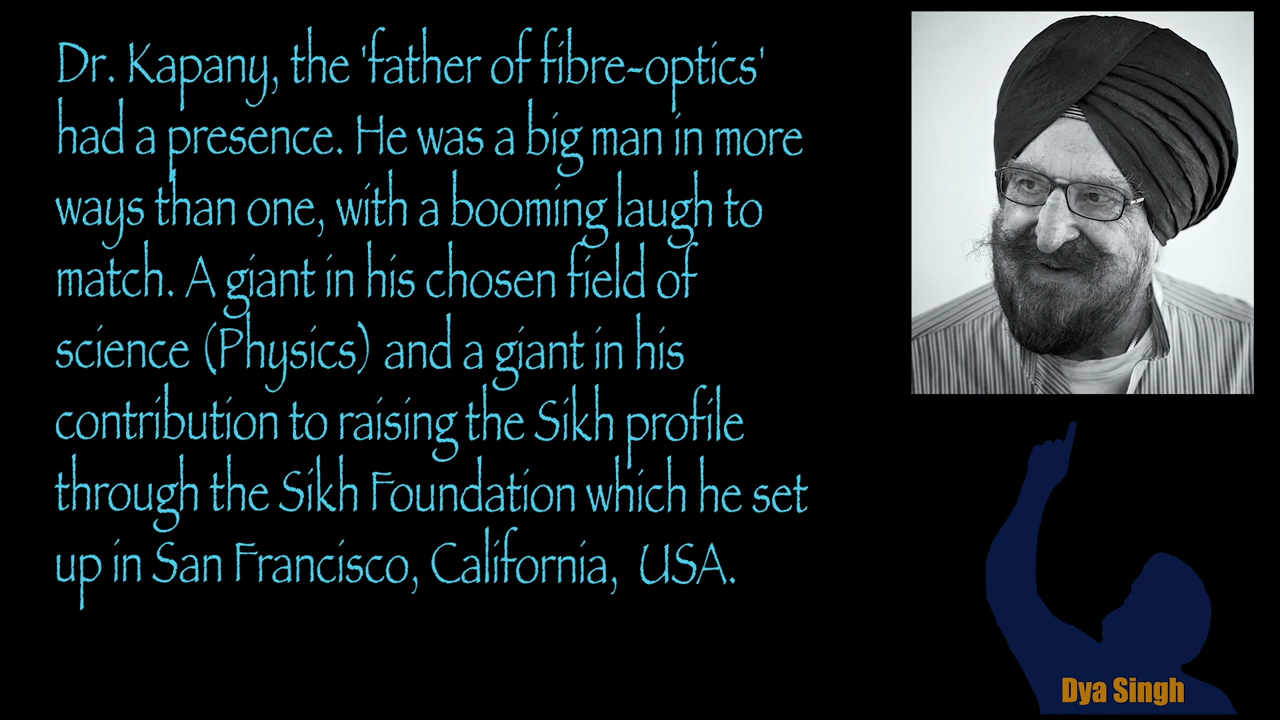 Dr. Kapany, the 'father of fibre-optics'
had a presence. He was a big man in more
ways than one, with a booming laugh to
match. A giant in his chosen field of
science (Physics) and a giant in his
contribution to raising the Sikh profile
through the Sikh Foundation which he set
up in San Francisco, California, USA.
Dya Singh